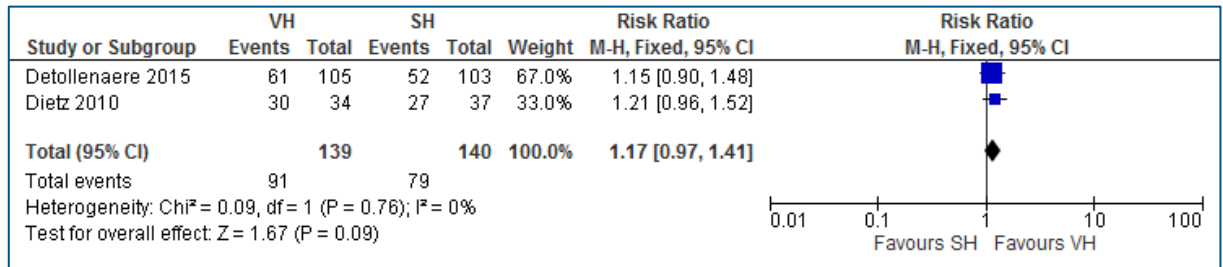 VH SH Risk Ratio Risk Ratio
Study or Subgroup Events Total Events Total Weight M-H, Fixed, 95% CI M-H, Fixed, 95% CI
Detollenaere 2015 61 105 52 103 67.0% 1.15 [0.90, 1.48]
Dietz 2010 30 34 27 37 33.0% 1.21 [0.96, 1.52]
Total (95% CI) 139 140 100.0% 1.17 [0.97, 1.41]
Total events 91 79
Heterogeneity: Chi² = 0.09, df = 1 (P = 0.76); I² = 0%
Test for overall effect: Z = 1.67 (P = 0.09)
0.01 0.1 1 10 100
Favours SH Favours VH